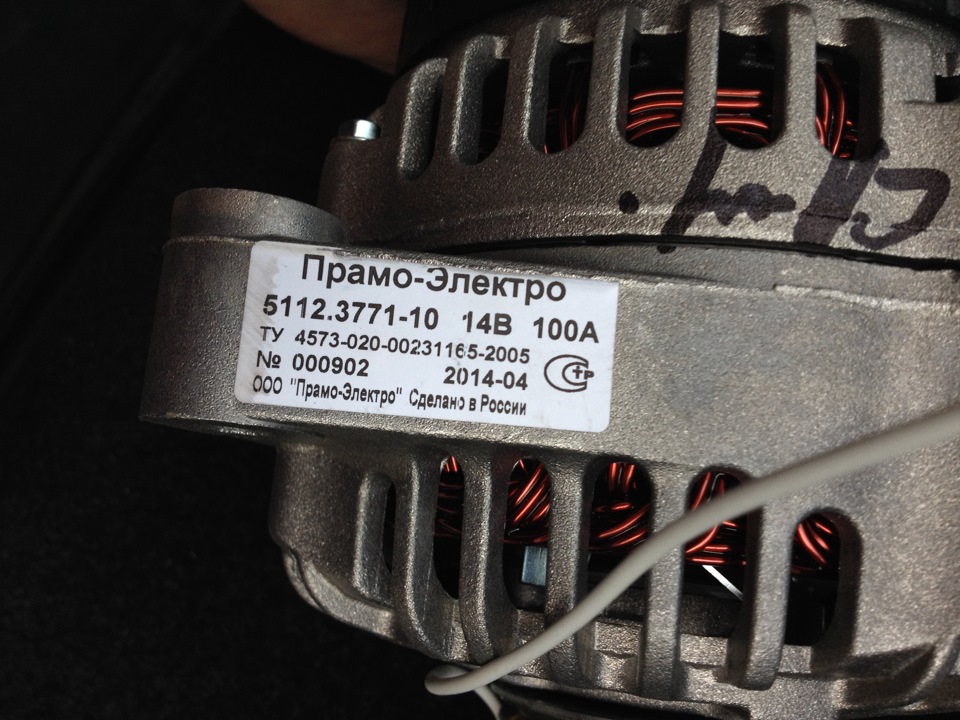 Прамо-Электро
5112.3771-10 14В 100А
ТУ 4573-020-00231165-2005
№ 000902 2014-04
ООО "Прамо-Электро" Сделано в России